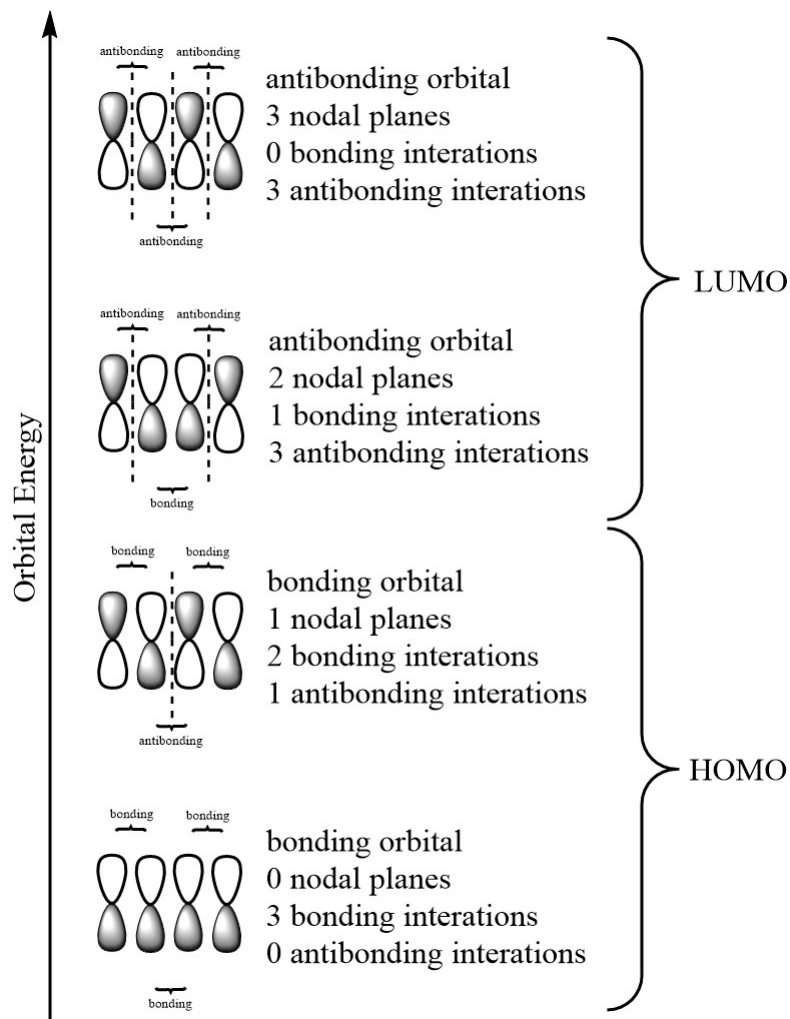 antibonding antibonding
antibonding orbital
3 nodal planes
0 bonding interations
3 antibonding interations
antibonding
LUMO
antibonding antibonding
antibonding orbital
2 nodal planes
1 bonding interations
3 antibonding interations
bonding
Orbital Energy
bonding bonding
bonding orbital
1 nodal planes
2 bonding interations
1 antibonding interations
antibonding
HOMO
bonding bonding
bonding orbital
0 nodal planes
3 bonding interations
0 antibonding interations
bonding